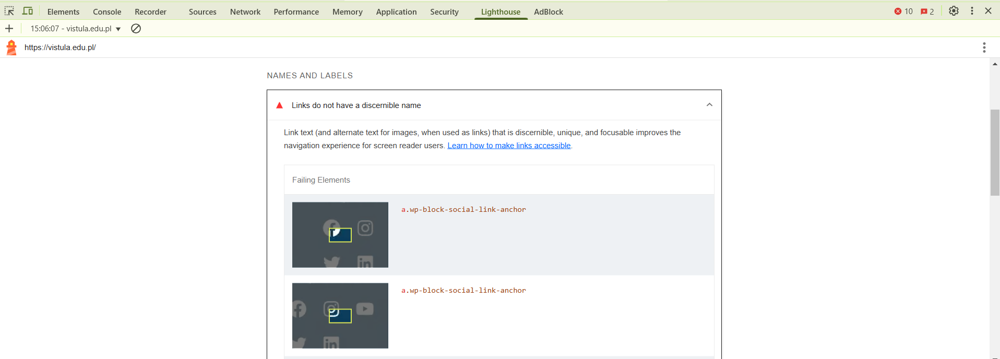 Elements Console Recorder Sources Network Performance Memory Application Security Lighthouse AdBlock 10 2
15:06:07 - vistula.edu.pl
https://vistula.edu.pl/
NAMES AND LABELS
Links do not have a discernible name
Link text (and alternate text for images, when used as links) that is discernible, unique, and focusable improves the
navigation experience for screen reader users. Learn how to make links accessible.
Failing Elements
a.wp-block-social-link-anchor
a.wp-block-social-link-anchor